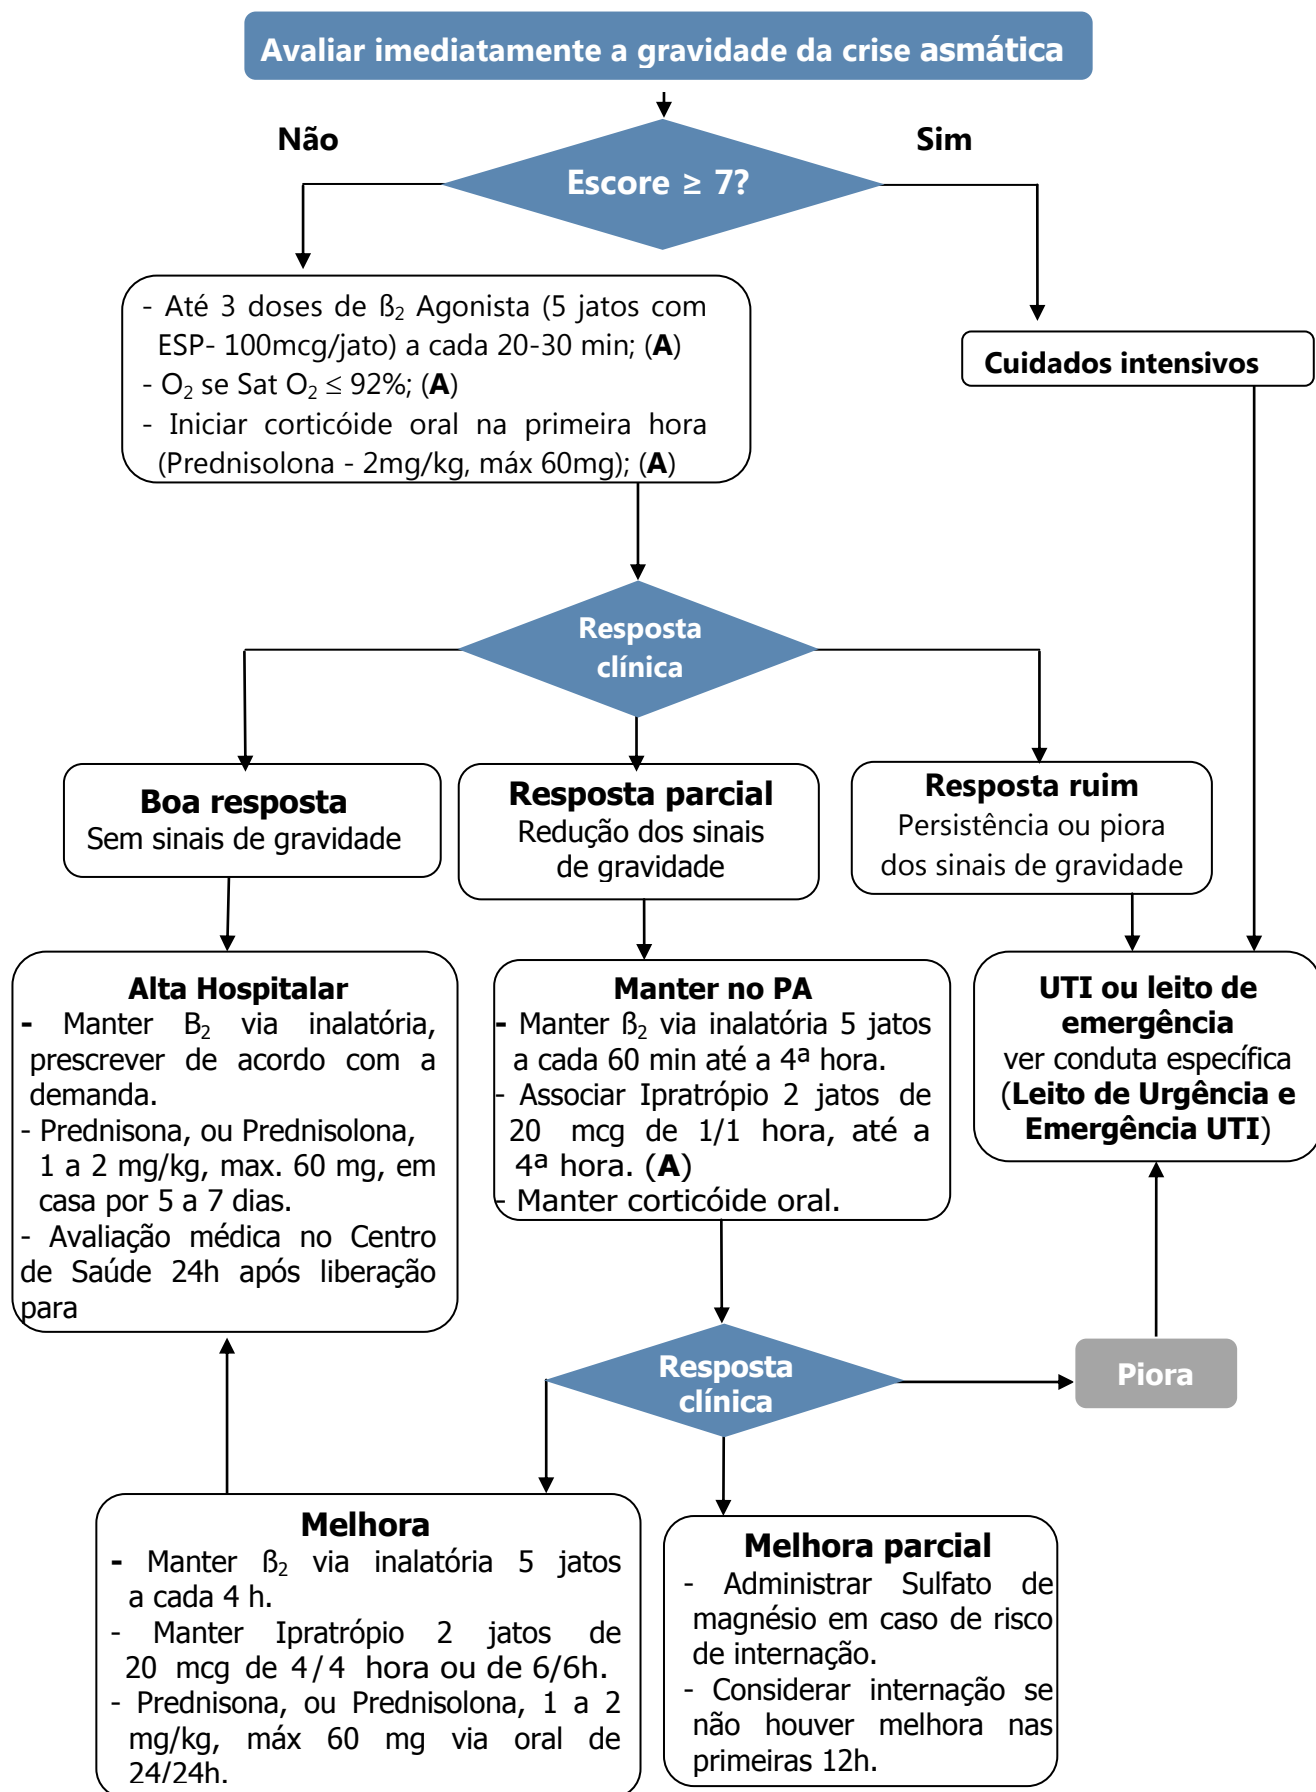 Avaliar imediatamente a gravidade da crise asmática
Não
Sim
Escore ≥ 7?
- Até 3 doses de ß₂ Agonista (5 jatos com
ESP- 100mcg/jato) a cada 20-30 min; (A)
- O₂ se Sat O₂ ≤ 92%; (A)
- Iniciar corticóide oral na primeira hora
(Prednisolona - 2mg/kg, máx 60mg); (A)
Cuidados intensivos
Resposta
clínica
Boa resposta
Sem sinais de gravidade
Resposta parcial
Redução dos sinais
de gravidade
Resposta ruim
Persistência ou piora
dos sinais de gravidade
Alta Hospitalar
- Manter B₂ via inalatória,
prescrever de acordo com a
demanda.
- Prednisona, ou Prednisolona,
1 a 2 mg/kg, max. 60 mg, em
casa por 5 a 7 dias.
- Avaliação médica no Centro
de Saúde 24h após liberação
para
Manter no PA
- Manter ß₂ via inalatória 5 jatos
a cada 60 min até a 4ª hora.
- Associar Ipratrópio 2 jatos de
20 mcg de 1/1 hora, até a
4ª hora. (A)
- Manter corticóide oral.
UTI ou leito de
emergência
ver conduta específica
(Leito de Urgência e
Emergência UTI)
Resposta
clínica
Piora
Melhora
- Manter ß₂ via inalatória 5 jatos
a cada 4 h.
- Manter Ipratrópio 2 jatos de
20 mcg de 4/4 hora ou de 6/6h.
- Prednisona, ou Prednisolona, 1 a 2
mg/kg, máx 60 mg via oral de
24/24h.
Melhora parcial
- Administrar Sulfato de
magnésio em caso de risco
de internação.
- Considerar internação se
não houver melhora nas
primeiras 12h.